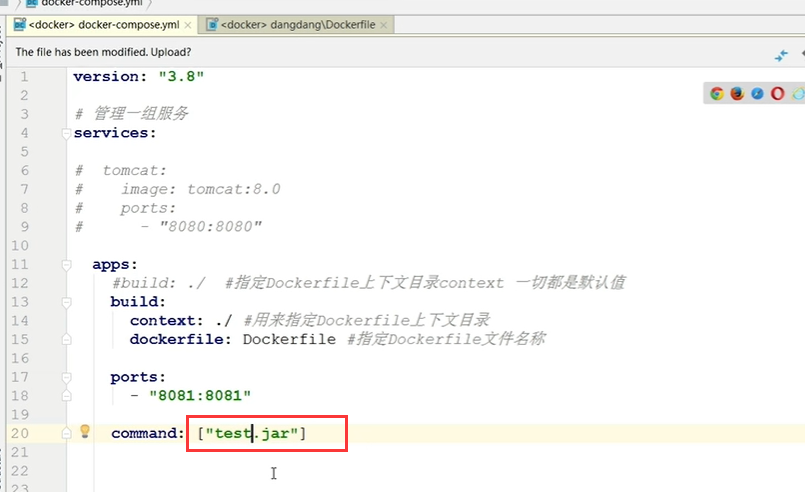 docker-compose.yml
<docker> docker-compose.yml
<docker> dangdang\Dockerfile
The file has been modified. Upload?
1 version: "3.8"
2
3 # 管理一组服务
4 services:
5
6 #  tomcat:
7 #    image: tomcat:8.0
8 #    ports:
9 #      - "8080:8080"
10
11   apps:
12     #build: ./  #指定Dockerfile上下文目录context 一切都是默认值
13     build:
14       context: ./ #用来指定Dockerfile上下文目录
15       dockerfile: Dockerfile #指定Dockerfile文件名称
16
17     ports:
18       - "8081:8081"
19
20     command: ["test.jar"]
21
22
23